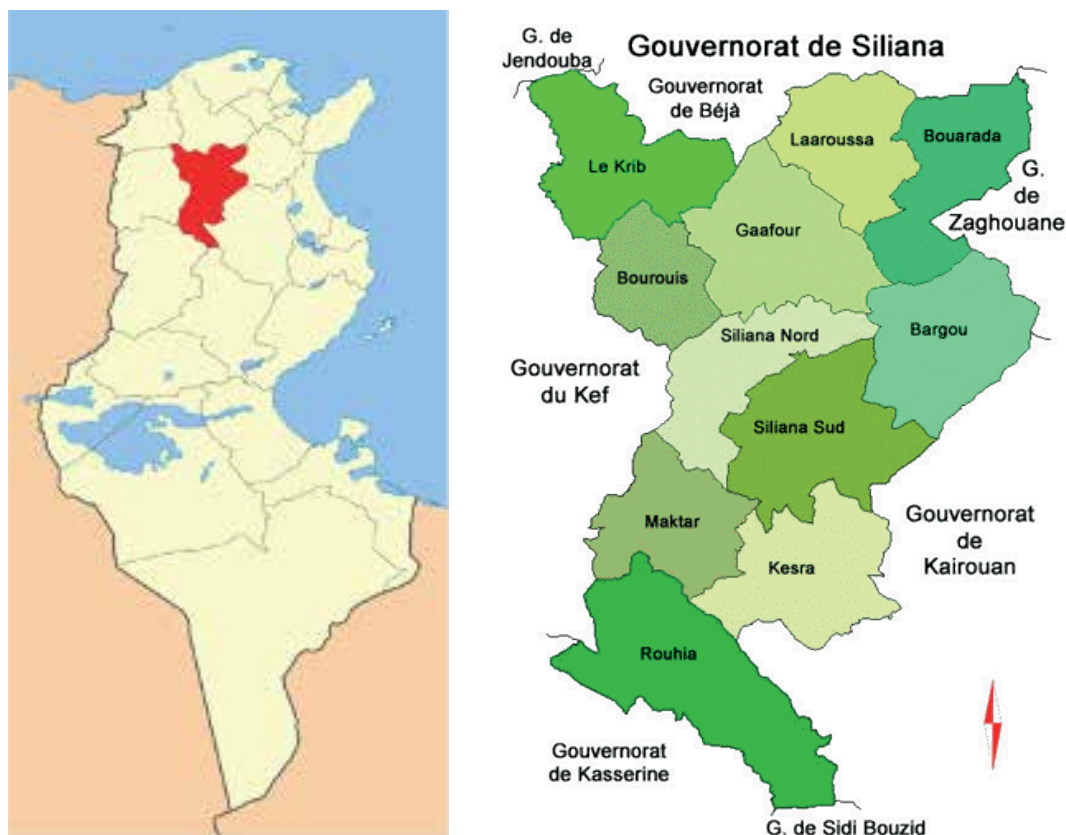 Gouvernorat de Siliana
G. de
Jendouba
Gouvernorat
de Béjà
Laaroussa
Bouarada
Le Krib
G.
de
Zaghouane
Gaafour
Bourouis
Siliana Nord
Bargou
Gouvernorat
du Kef
Siliana Sud
Maktar
Gouvernorat
de
Kairouan
Kesra
Rouhia
Gouvernorat
de Kasserine
G. de Sidi Bouzid